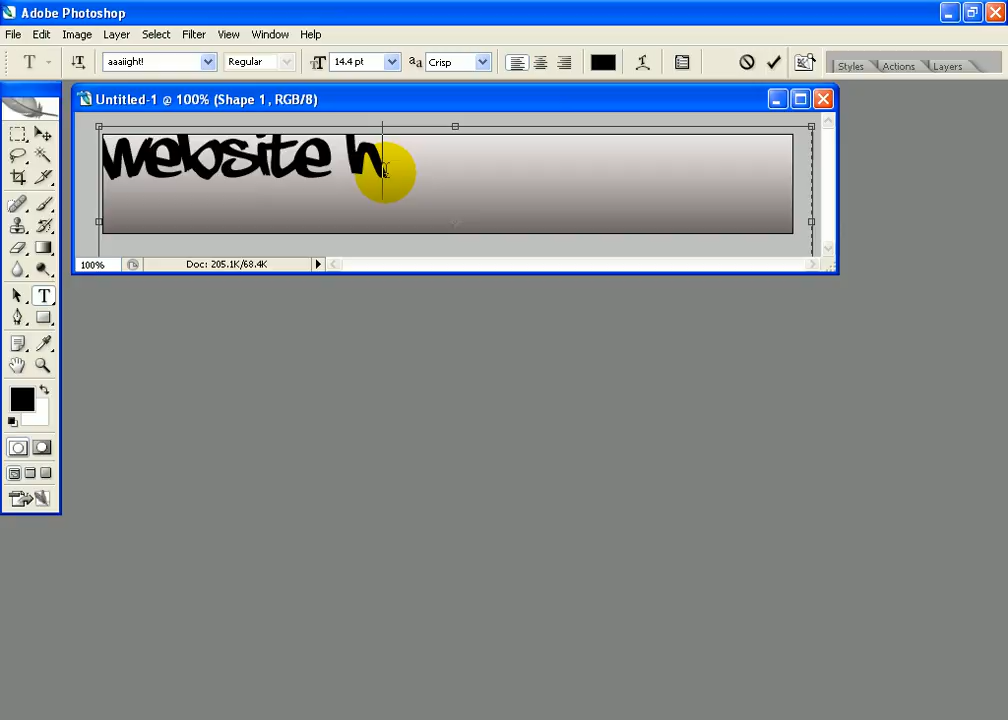 Adobe Photoshop
File Edit Image Layer Select Filter View Window Help
T aaaiight! Regular 14.4 pt aa Crisp Styles Actions Layers
Untitled-1 @ 100% (Shape 1, RGB/8)
website h
100% Doc: 205.1K/68.4K
T